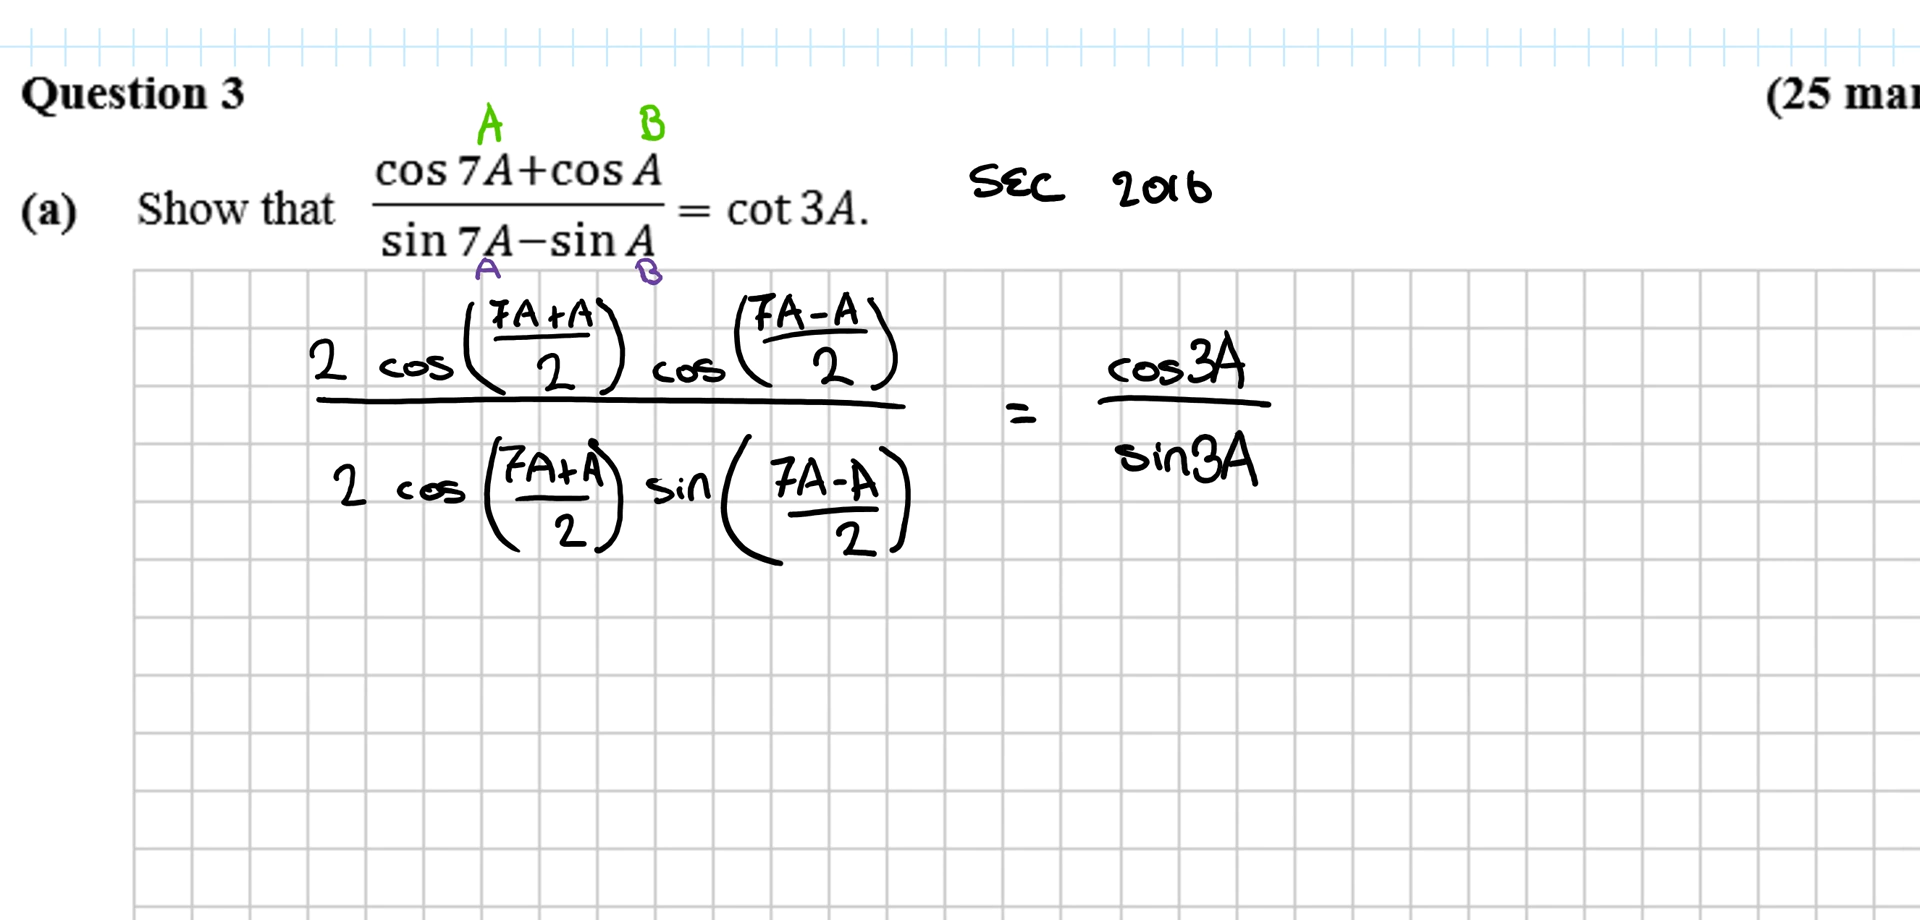 Question 3
(25 mar
A B
(a) Show that cos 7A+cos A / sin 7A−sin A = cot 3A.
SEC 2016
A B
2 cos (7A+A / 2) cos (7A-A / 2) / 2 cos (7A+A / 2) sin (7A-A / 2) = cos3A / sin3A